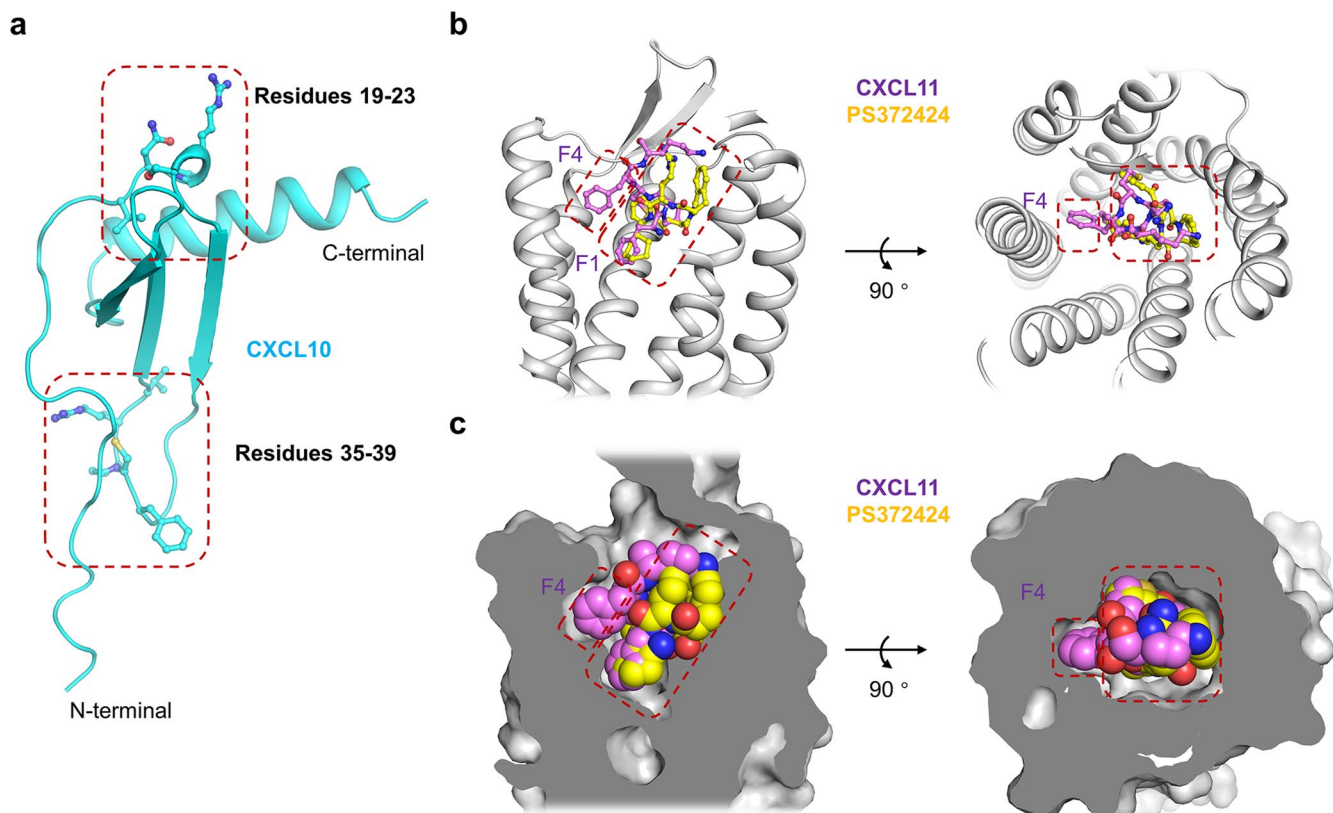 a
Residues 19-23
C-terminal
CXCL10
Residues 35-39
N-terminal
b
CXCL11
PS372424
F4
F1
90 °
F4
c
CXCL11
PS372424
F4
90 °
F4